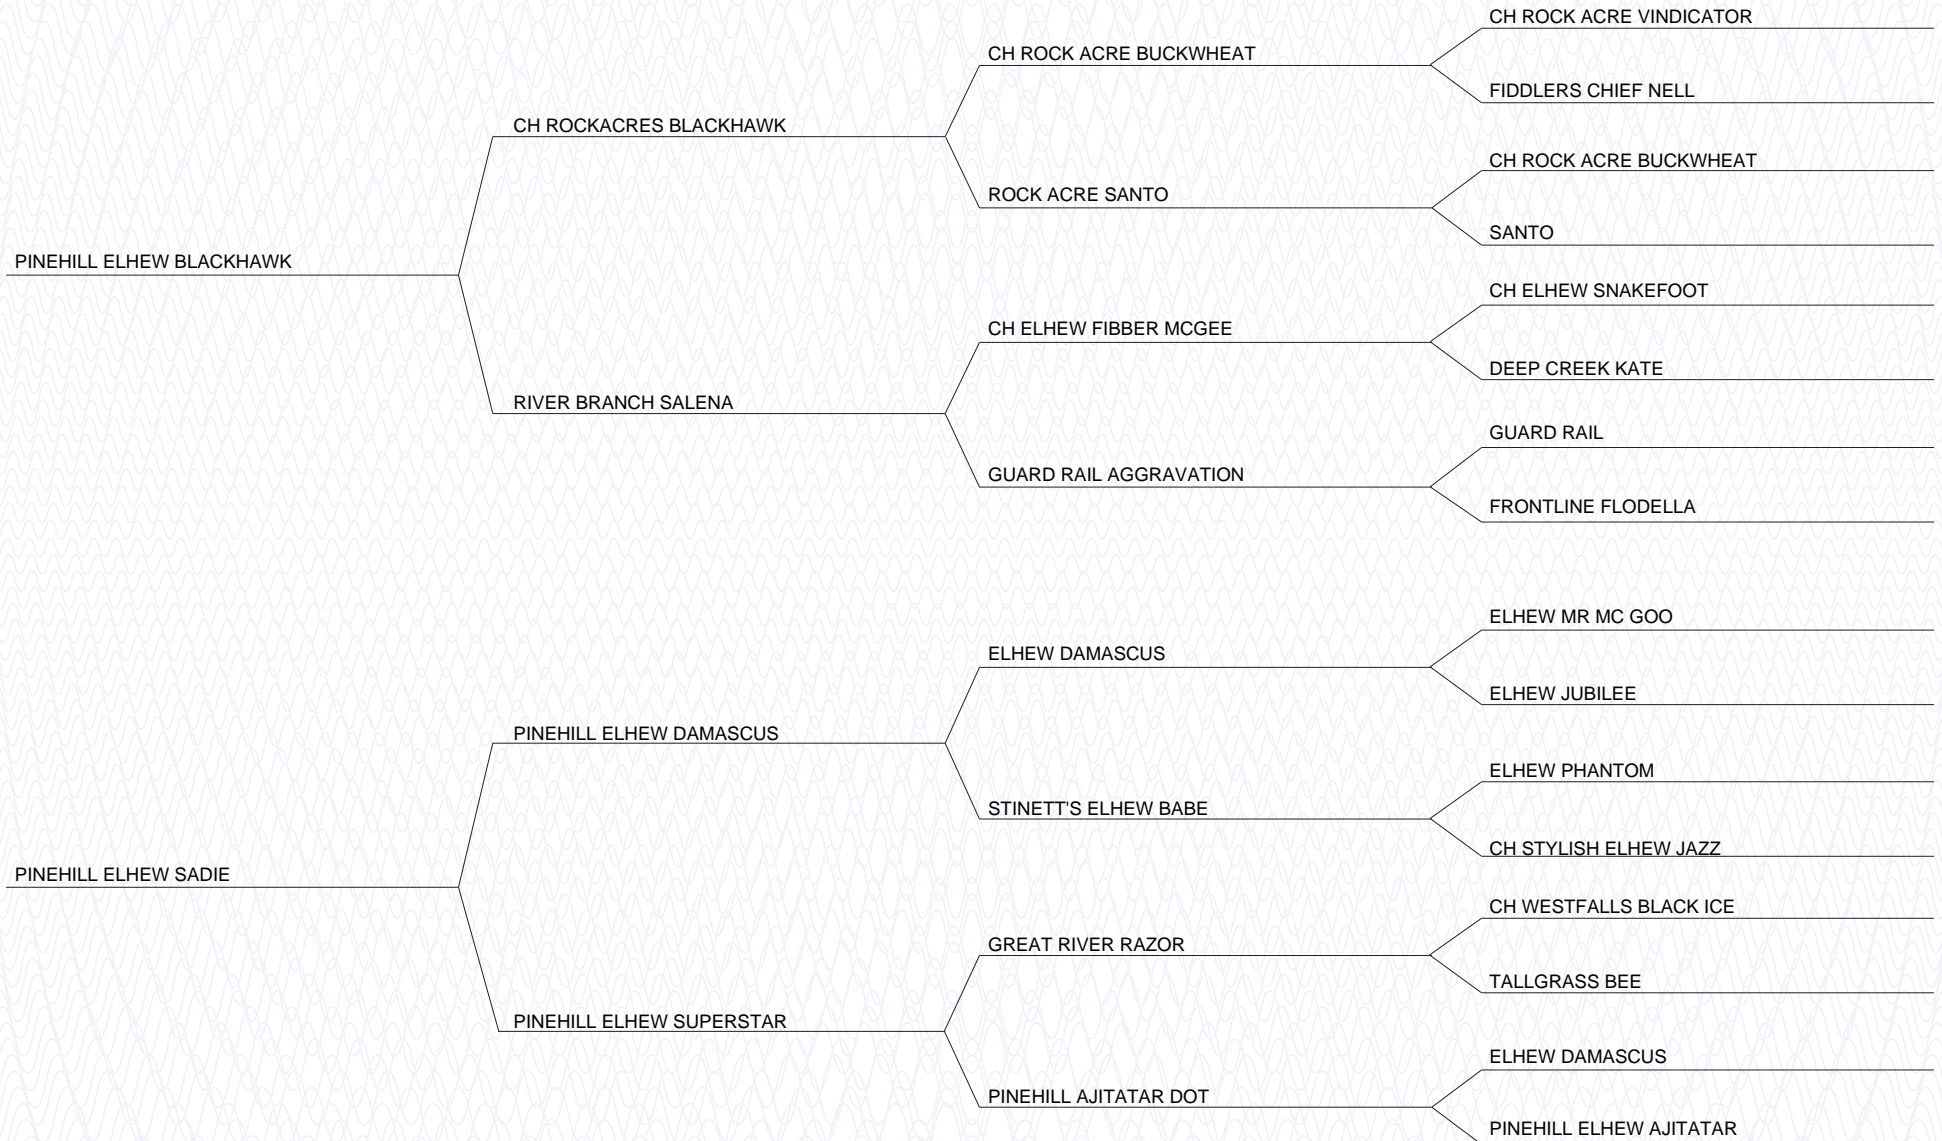 CH ROCK ACRE VINDICATOR
CH ROCK ACRE BUCKWHEAT
FIDDLERS CHIEF NELL
CH ROCKACRES BLACKHAWK
CH ROCK ACRE BUCKWHEAT
ROCK ACRE SANTO
SANTO
PINEHILL ELHEW BLACKHAWK
CH ELHEW SNAKEFOOT
CH ELHEW FIBBER MCGEE
DEEP CREEK KATE
RIVER BRANCH SALENA
GUARD RAIL
GUARD RAIL AGGRAVATION
FRONTLINE FLODELLA
ELHEW MR MC GOO
ELHEW DAMASCUS
ELHEW JUBILEE
PINEHILL ELHEW DAMASCUS
ELHEW PHANTOM
STINETT'S ELHEW BABE
CH STYLISH ELHEW JAZZ
PINEHILL ELHEW SADIE
CH WESTFALLS BLACK ICE
GREAT RIVER RAZOR
TALLGRASS BEE
PINEHILL ELHEW SUPERSTAR
ELHEW DAMASCUS
PINEHILL AJITATAR DOT
PINEHILL ELHEW AJITATAR